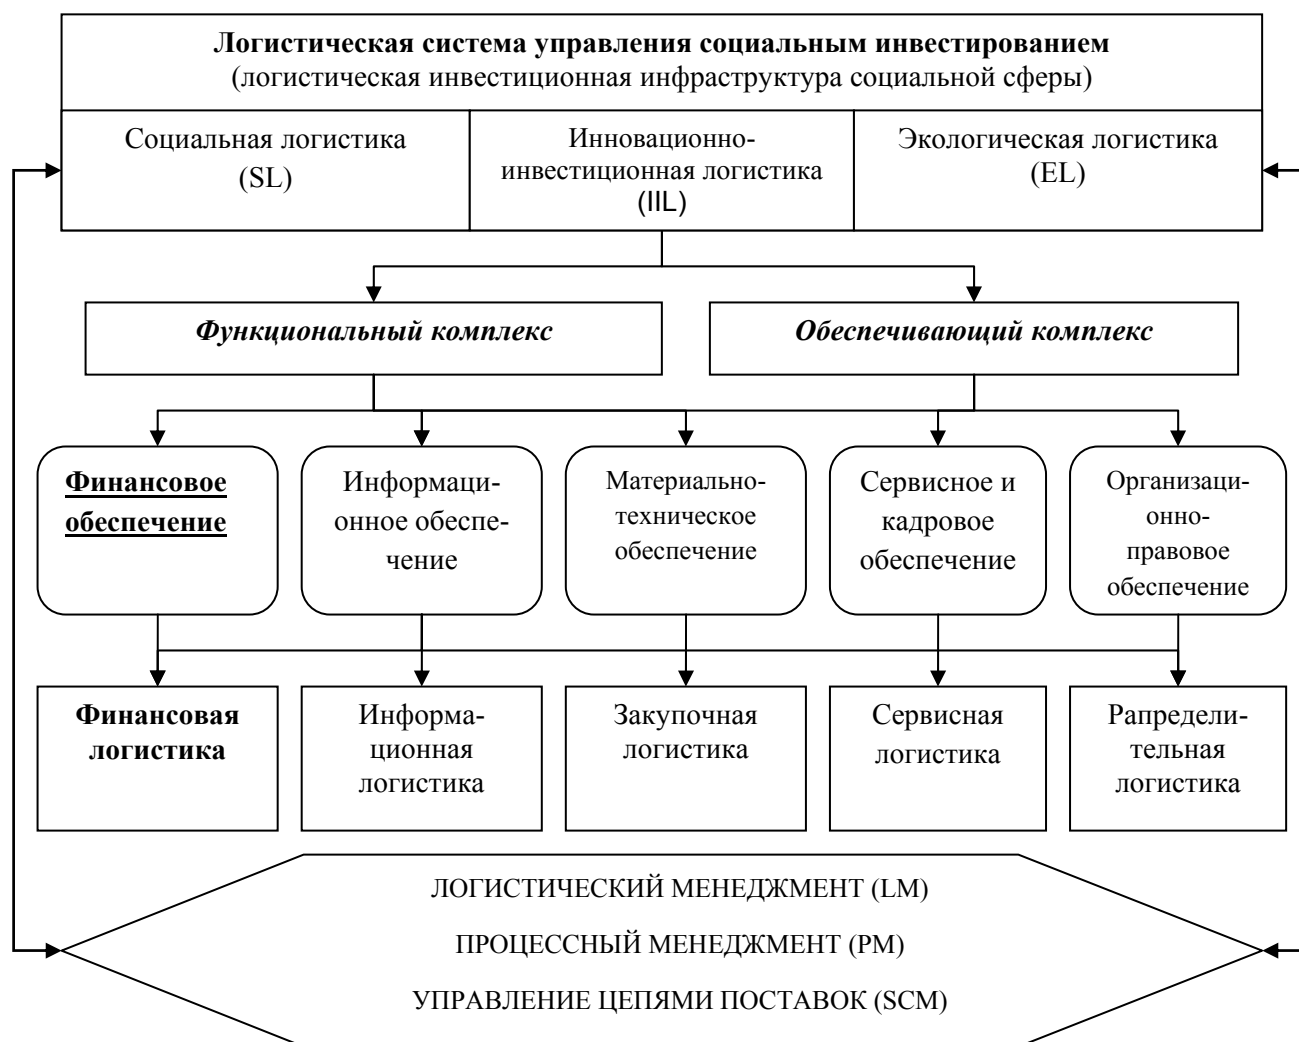 Логистическая система управления социальным инвестированием
(логистическая инвестиционная инфраструктура социальной сферы)
Социальная логистика
(SL)
Инновационно-
инвестиционная логистика
(IIL)
Экологическая логистика
(EL)
Функциональный комплекс
Обеспечивающий комплекс
Финансовое
обеспечение
Информаци-
онное обеспе-
чение
Материально-
техническое
обеспечение
Сервисное и
кадровое
обеспечение
Организаци-
онно-
правовое
обеспечение
Финансовая
логистика
Информа-
ционная
логистика
Закупочная
логистика
Сервисная
логистика
Рапредели-
тельная
логистика
ЛОГИСТИЧЕСКИЙ МЕНЕДЖМЕНТ (LM)
ПРОЦЕССНЫЙ МЕНЕДЖМЕНТ (PM)
УПРАВЛЕНИЕ ЦЕПЯМИ ПОСТАВОК (SCM)